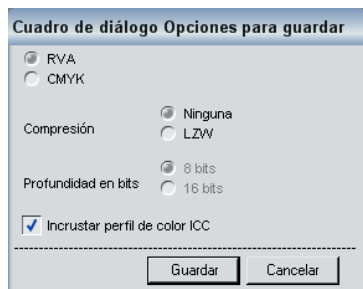 Cuadro de diálogo Opciones para guardar
RVA
CMYK
Compresión
Ninguna
LZW
Profundidad en bits
8 bits
16 bits
Incrustar perfil de color ICC
Guardar Cancelar